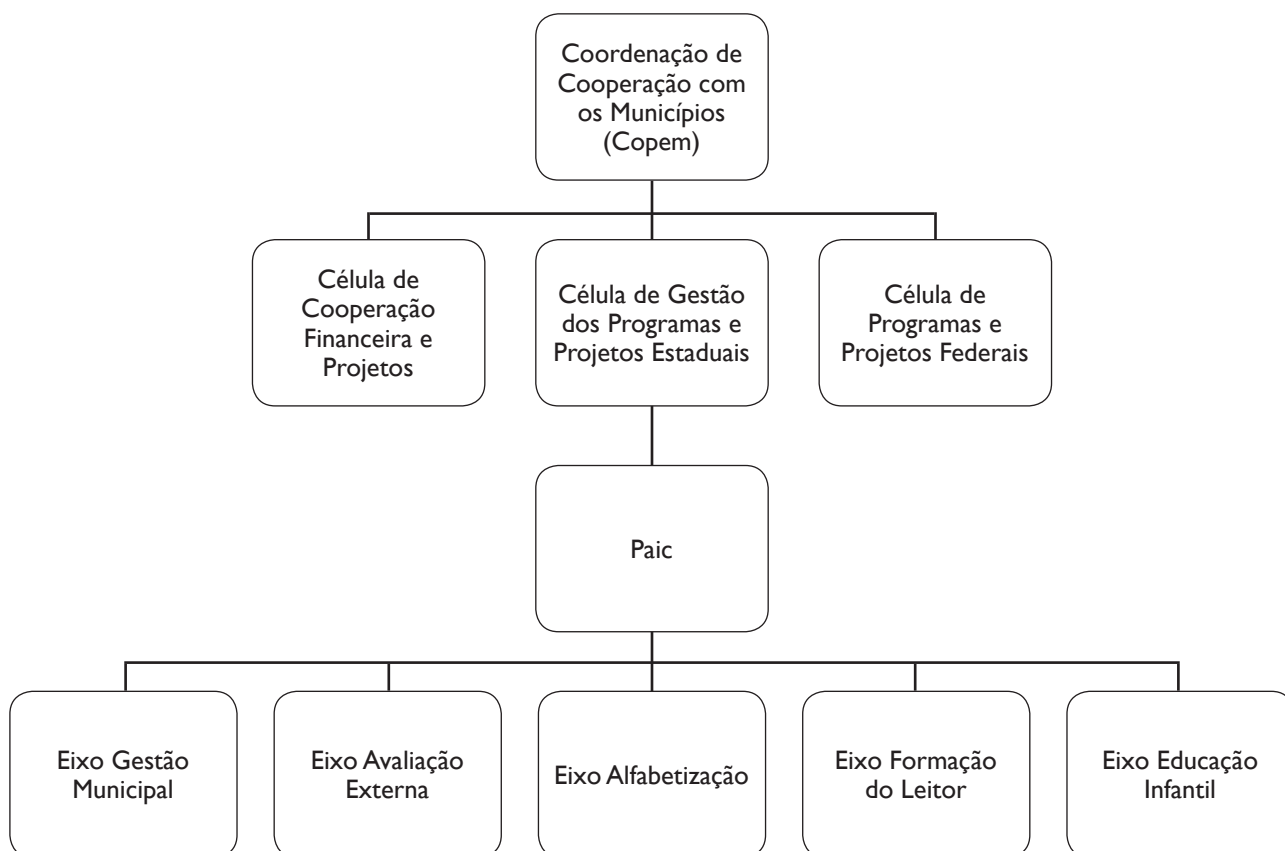 Coordenação de
Cooperação com
os Municípios
(Copem)
Célula de
Cooperação
Financeira e
Projetos
Célula de Gestão
dos Programas e
Projetos Estaduais
Célula de
Programas e
Projetos Federais
Paic
Eixo Gestão
Municipal
Eixo Avaliação
Externa
Eixo Alfabetização
Eixo Formação
do Leitor
Eixo Educação
Infantil